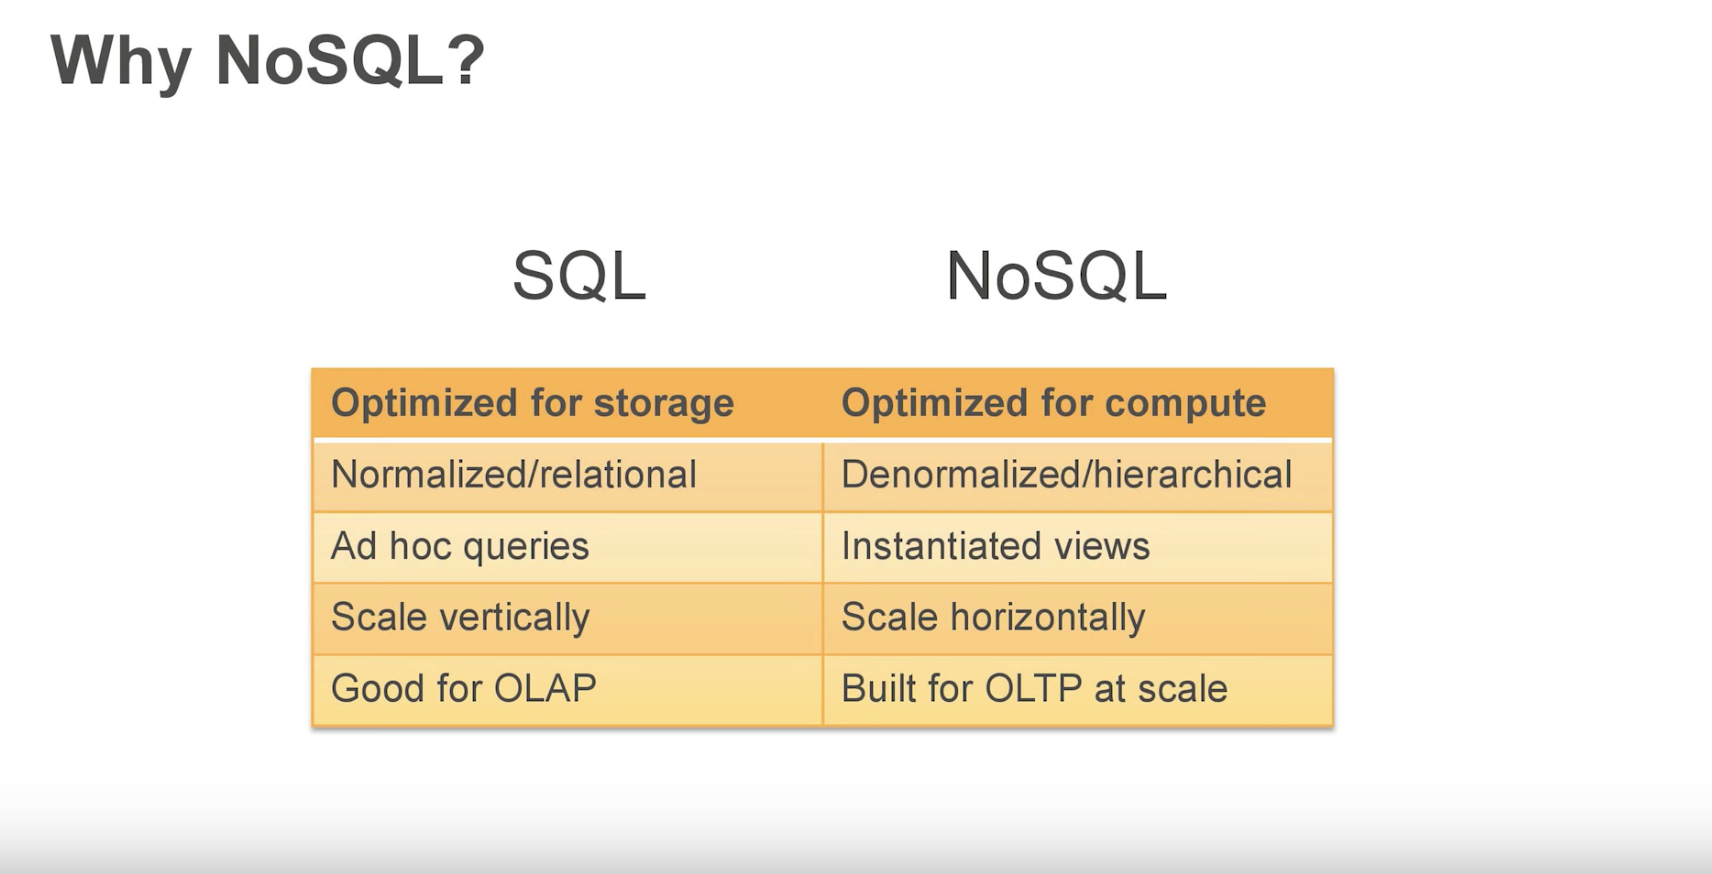 Why NoSQL?
SQL NoSQL
Optimized for storage Optimized for compute
Normalized/relational Denormalized/hierarchical
Ad hoc queries Instantiated views
Scale vertically Scale horizontally
Good for OLAP Built for OLTP at scale